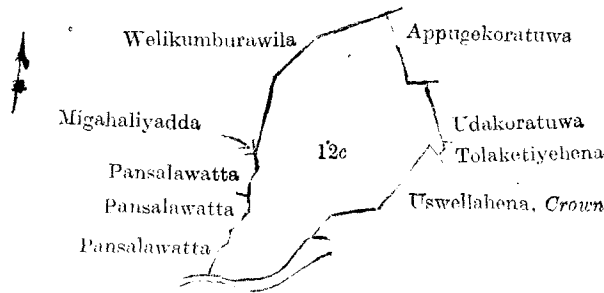 Welikumburawila
Appugekoratuwa
Migahaliyadda
Udakoratuwa
12c
Tolaketiyehena
Pansalawatta
Pansalawatta
Uswellahena, Crown
Pansalawatta